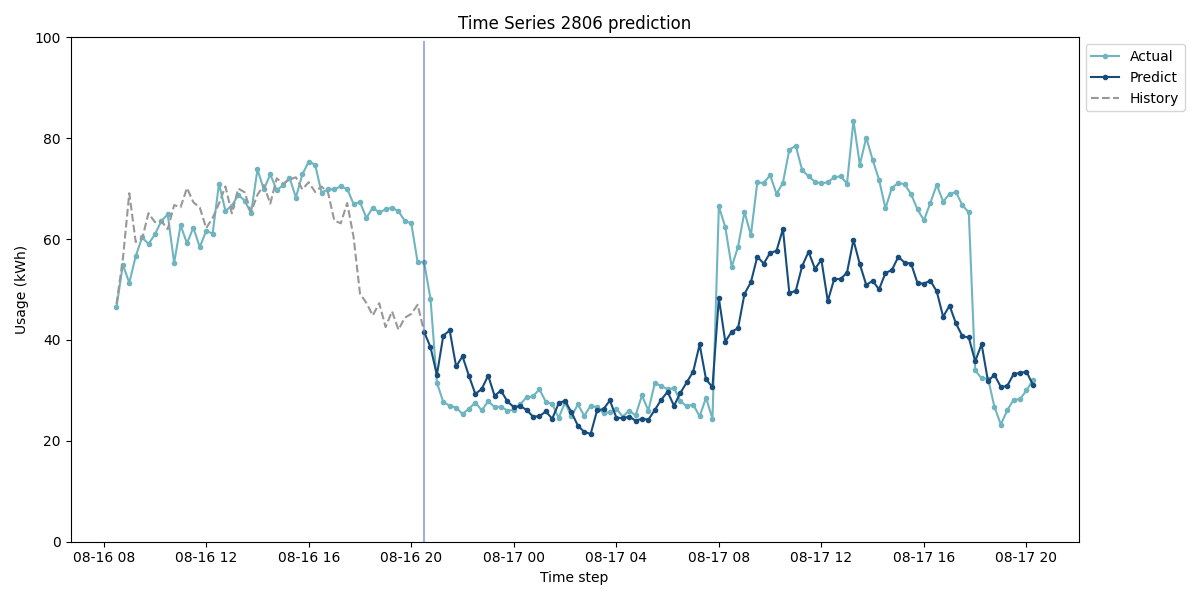 Time Series 2806 prediction
Usage (kWh)
100
80
60
40
20
0
08-16 08
08-16 12
08-16 16
08-16 20
08-17 00
08-17 04
08-17 08
08-17 12
08-17 16
08-17 20
Time step
Actual
Predict
History